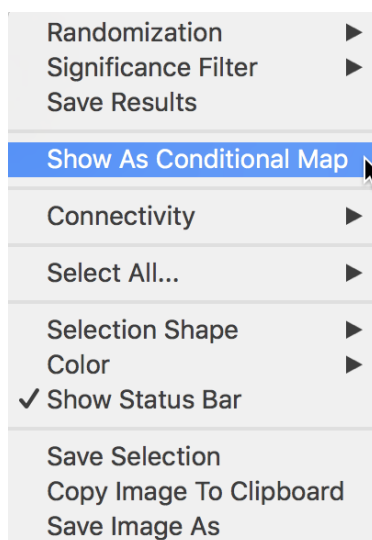 Randomization
Significance Filter
Save Results
Show As Conditional Map
Connectivity
Select All...
Selection Shape
Color
Show Status Bar
Save Selection
Copy Image To Clipboard
Save Image As